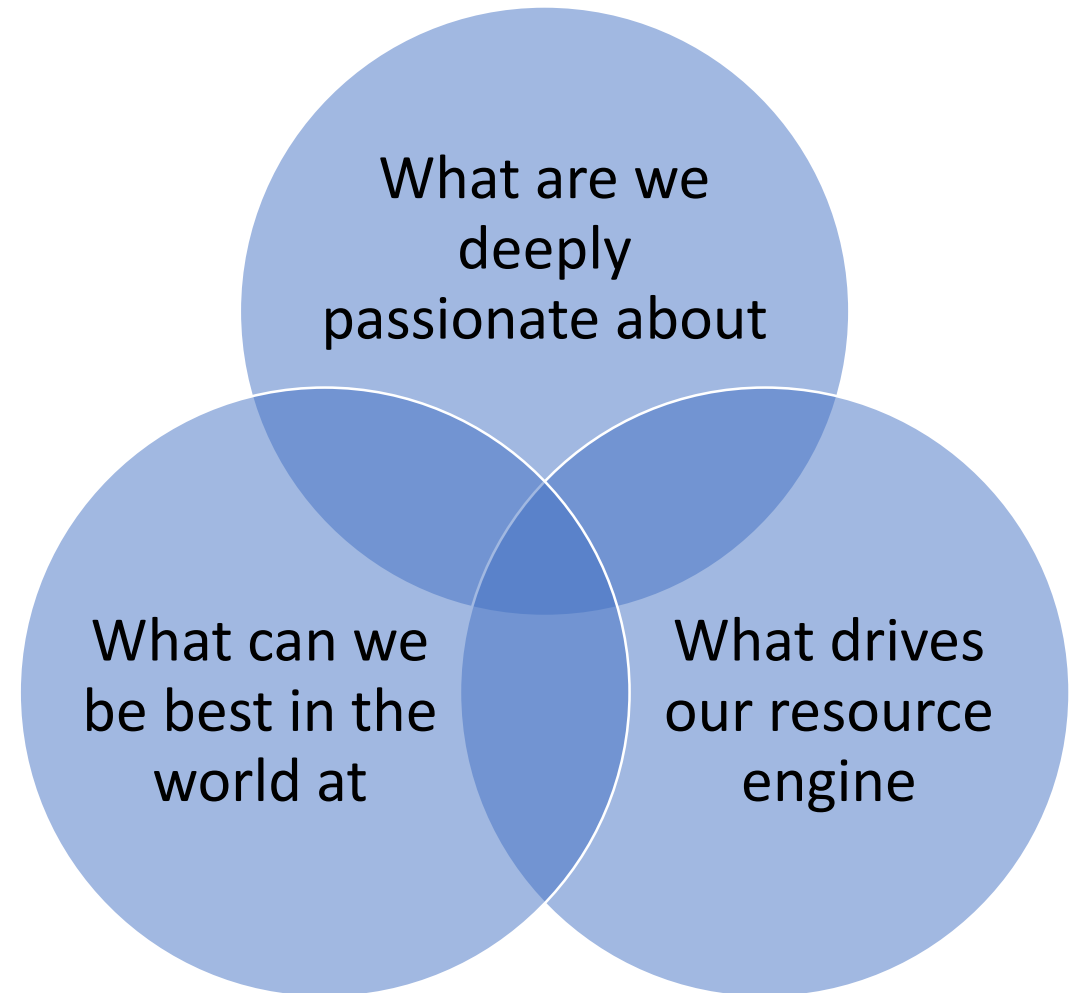 What are we
deeply
passionate about
What can we
be best in the
world at
What drives
our resource
engine